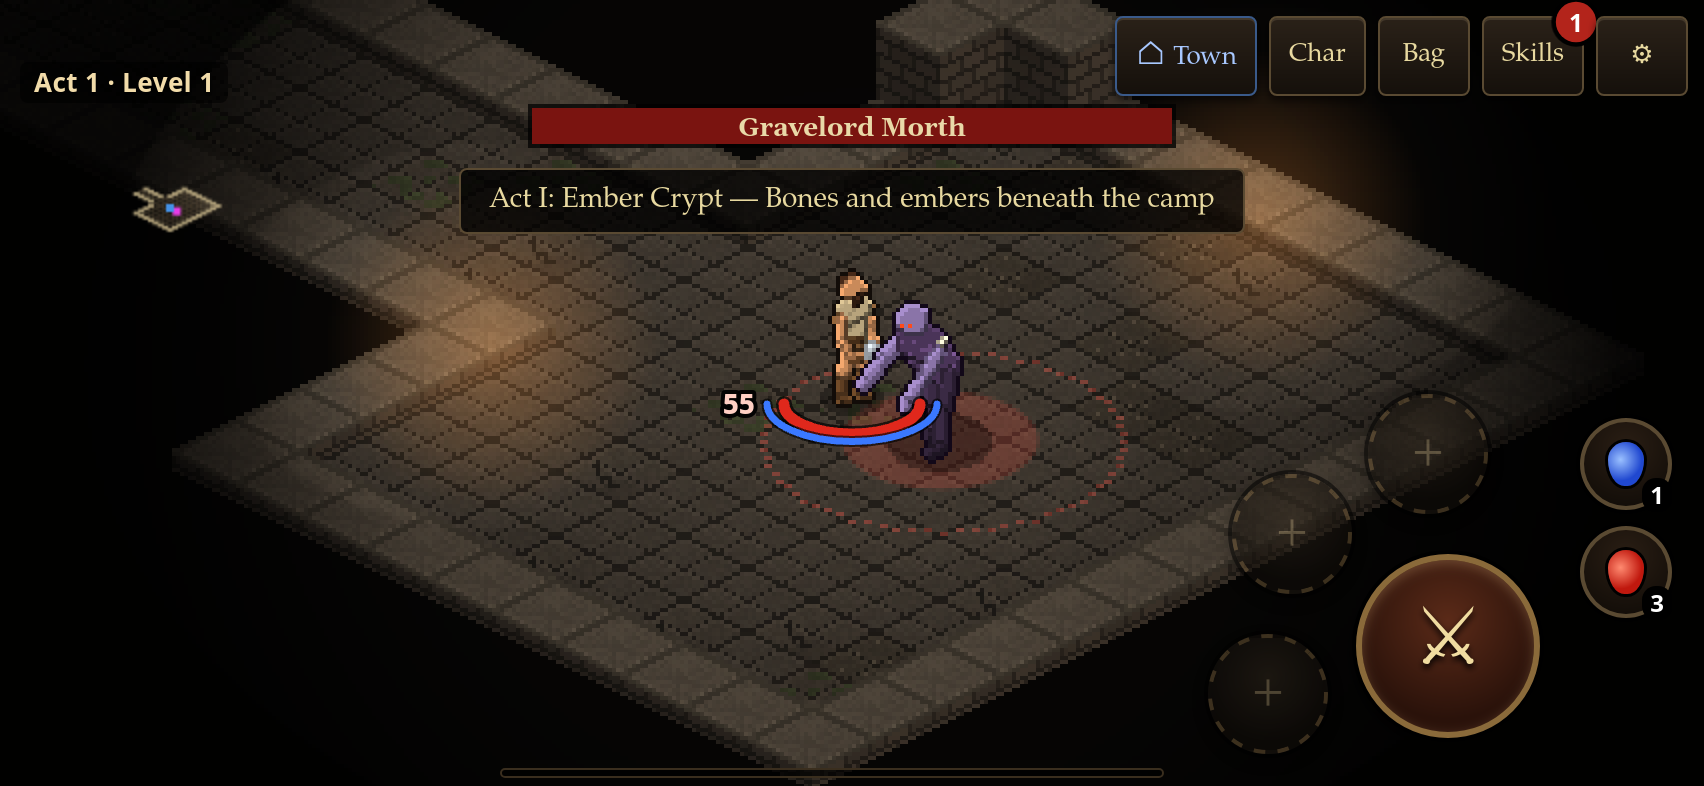 Act 1 · Level 1
Town
Char
Bag
Skills
1
Gravelord Morth
Act I: Ember Crypt — Bones and embers beneath the camp
55
1
3